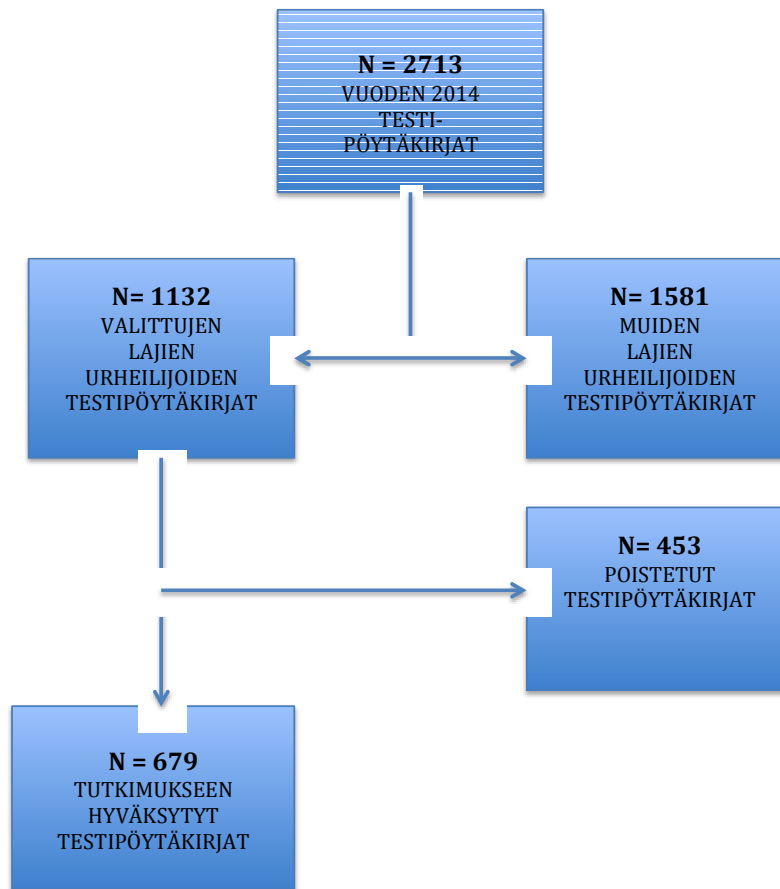 N = 2713
VUODEN 2014
TESTI-
PÖYTÄKIRJAT
N= 1132
VALITTUJEN
LAJIEN
URHEILIJOIDEN
TESTIPÖYTÄKIRJAT
N= 1581
MUIDEN
LAJIEN
URHEILIJOIDEN
TESTIPÖYTÄKIRJAT
N= 453
POISTETUT
TESTIPÖYTÄKIRJAT
N = 679
TUTKIMUKSEEN
HYVÄKSYTYT
TESTIPÖYTÄKIRJAT